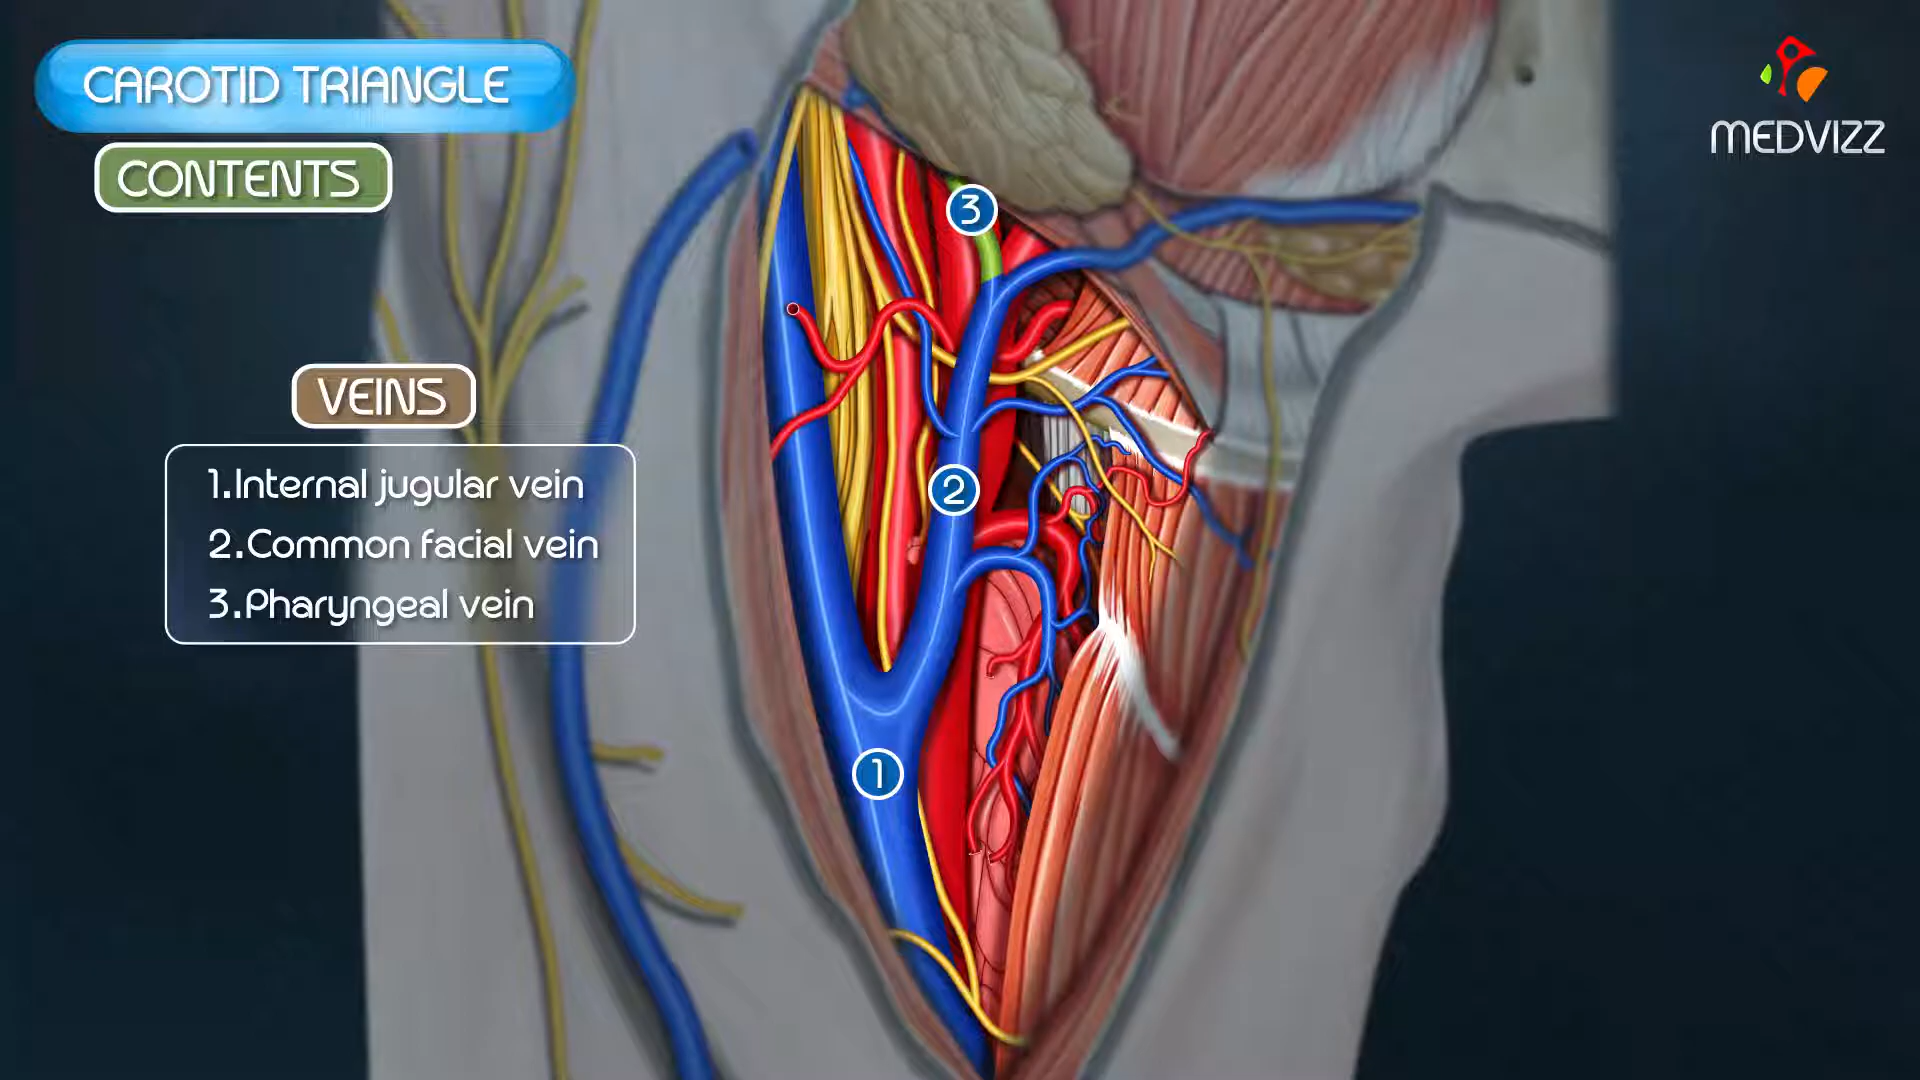 CAROTID TRIANGLE
CONTENTS
MEDVIZZ
3
VEINS
1.Internal jugular vein
2.Common facial vein
3.Pharyngeal vein
2
1